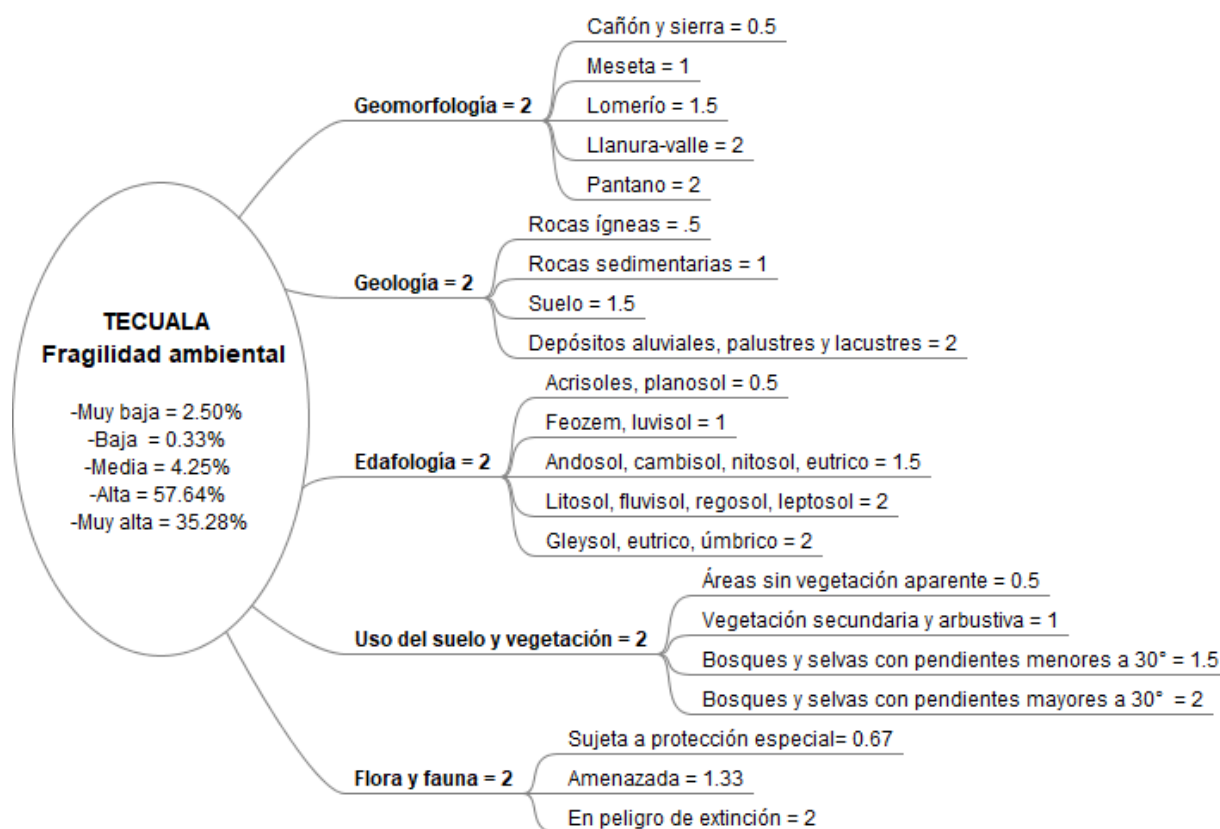 TECUALA
Fragilidad ambiental
-Muy baja = 2.50%
-Baja = 0.33%
-Media = 4.25%
-Alta = 57.64%
-Muy alta = 35.28%
Geomorfología = 2
Cañón y sierra = 0.5
Meseta = 1
Lomerío = 1.5
Llanura-valle = 2
Pantano = 2
Geología = 2
Rocas ígneas = .5
Rocas sedimentarias = 1
Suelo = 1.5
Depósitos aluviales, palustres y lacustres = 2
Edafología = 2
Acrisoles, planosol = 0.5
Feozem, luvisol = 1
Andosol, cambisol, nitosol, eutrico = 1.5
Litosol, fluvisol, regosol, leptosol = 2
Gleysol, eutrico, úmbrico = 2
Uso del suelo y vegetación = 2
Áreas sin vegetación aparente = 0.5
Vegetación secundaria y arbustiva = 1
Bosques y selvas con pendientes menores a 30° = 1.5
Bosques y selvas con pendientes mayores a 30° = 2
Flora y fauna = 2
Sujeta a protección especial= 0.67
Amenazada = 1.33
En peligro de extinción = 2